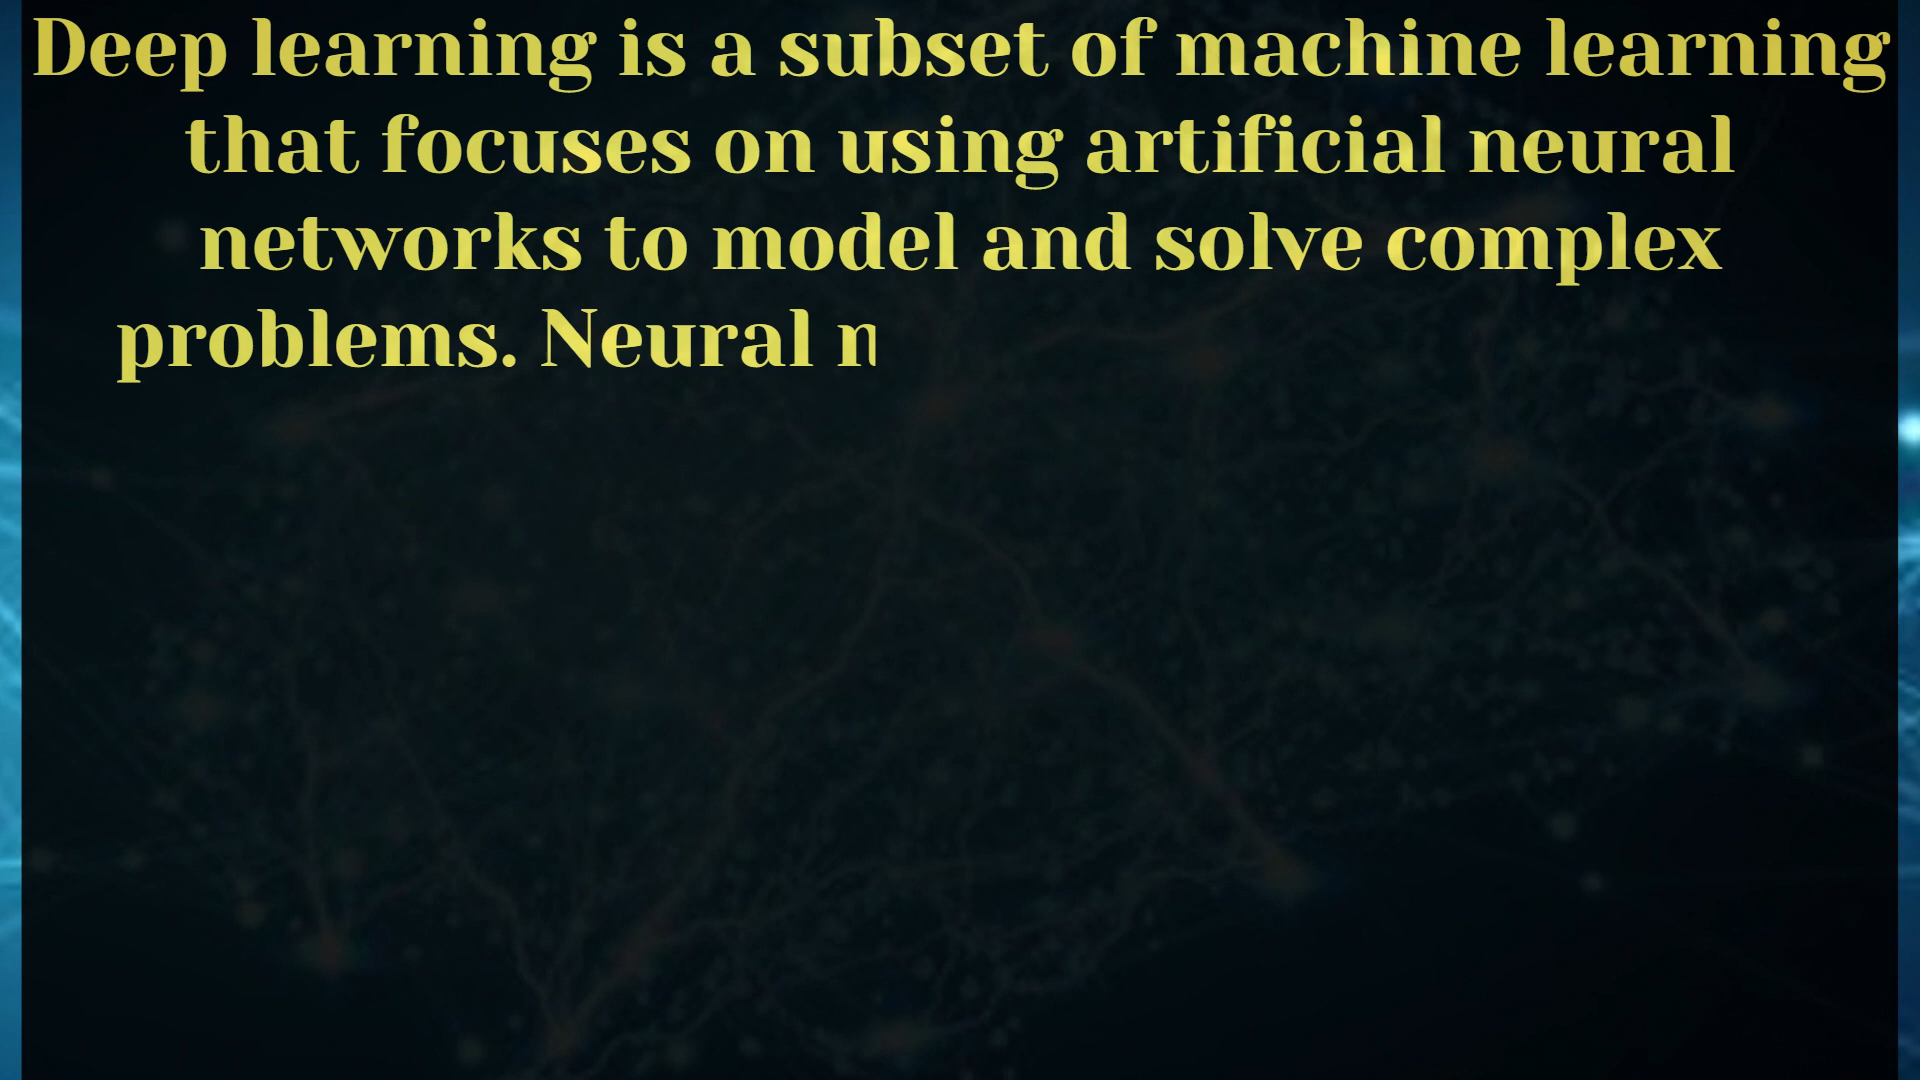 Deep learning is a subset of machine learning
that focuses on using artificial neural
networks to model and solve complex
problems. Neural n